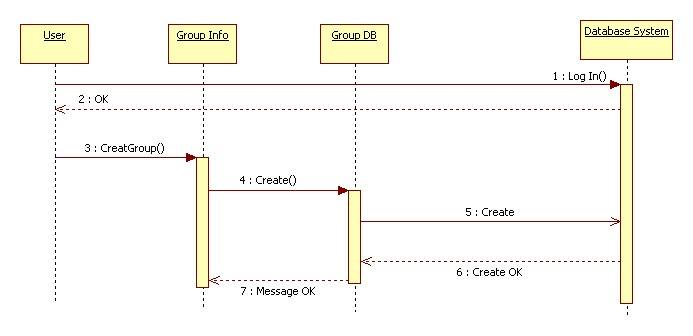 User
Group Info
Group DB
Database System
1 : Log In()
2 : OK
3 : CreatGroup()
4 : Create()
5 : Create
6 : Create OK
7 : Message OK